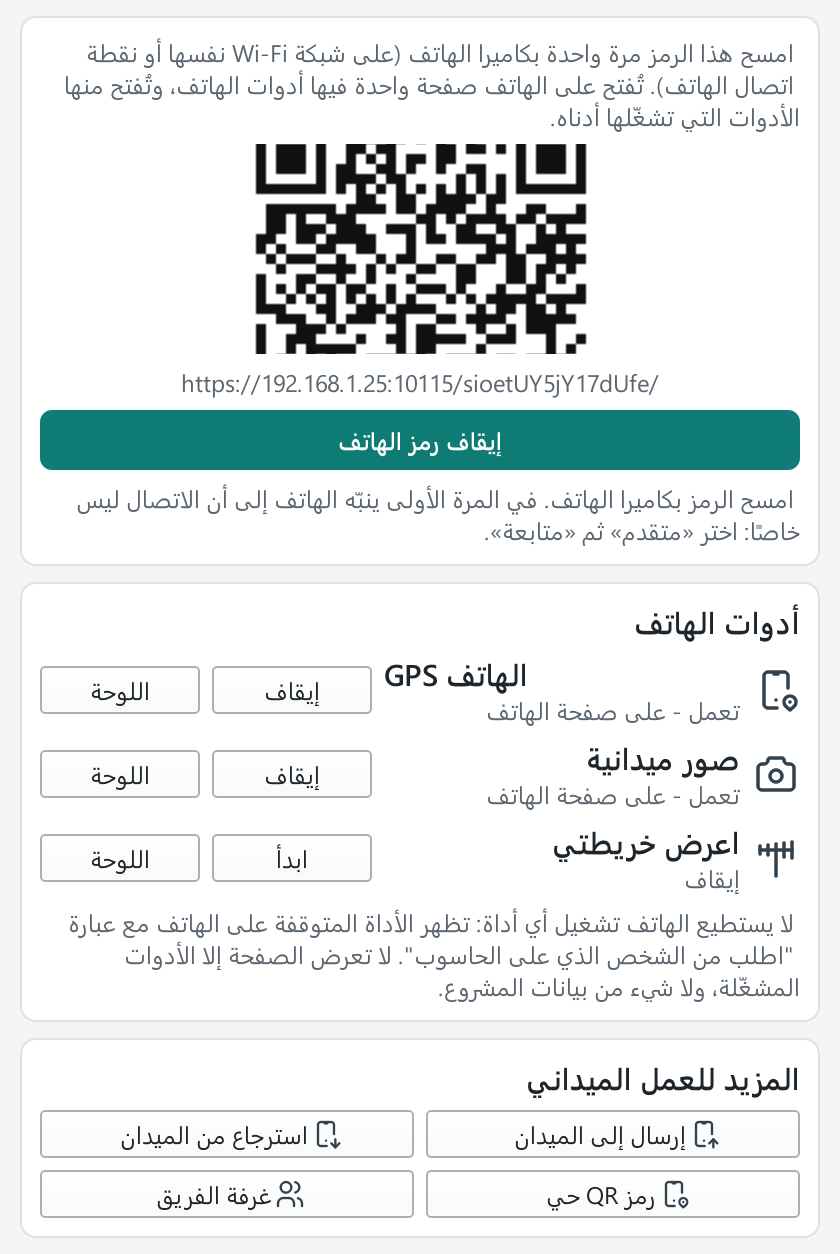 امسح هذا الرمز مرة واحدة بكاميرا الهاتف (على شبكة Wi-Fi نفسها أو نقطة
اتصال الهاتف). تُفتح على الهاتف صفحة واحدة فيها أدوات الهاتف، وتُفتح منها
الأدوات التي تشغّلها أدناه.
https://192.168.1.25:10115/sioetUY5jY17dUfe/
إيقاف رمز الهاتف
امسح الرمز بكاميرا الهاتف. في المرة الأولى ينبّه الهاتف إلى أن الاتصال ليس
خاصًا: اختر «متقدم» ثم «متابعة».
أدوات الهاتف
الهاتف GPS
تعمل - على صفحة الهاتف
إيقاف
اللوحة
صور ميدانية
تعمل - على صفحة الهاتف
إيقاف
اللوحة
اعرض خريطتي
إيقاف
ابدأ
اللوحة
لا يستطيع الهاتف تشغيل أي أداة: تظهر الأداة المتوقفة على الهاتف مع عبارة
"اطلب من الشخص الذي على الحاسوب". لا تعرض الصفحة إلا الأدوات
المشغّلة، ولا شيء من بيانات المشروع.
المزيد للعمل الميداني
إرسال إلى الميدان
استرجاع من الميدان
رمز QR حي
غرفة الفريق